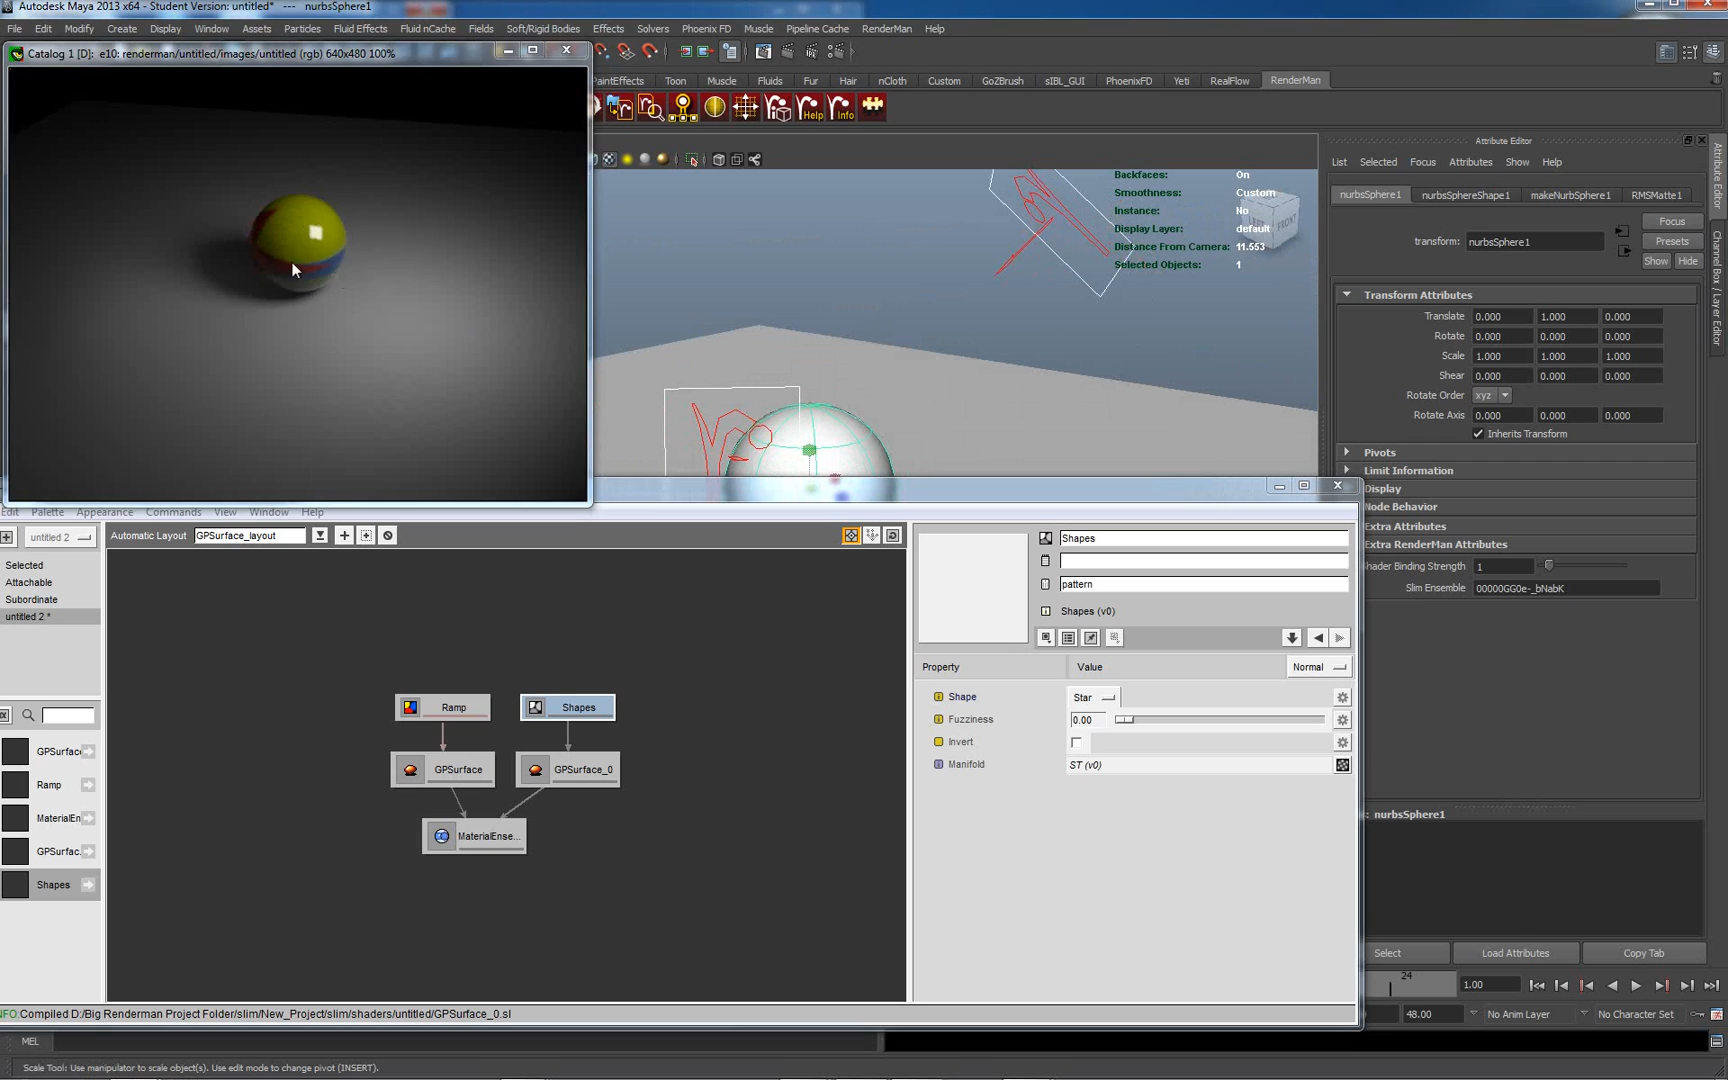 Autodesk Maya 2013 x64 - Student Version: untitled* --- nurbsSphere1
File Edit Modify Create Display Window Assets Particles Fluid Effects Fluid nCache Fields Soft/Rigid Bodies Effects Solvers Phoenix FD Muscle Pipeline Cache RenderMan Help
Catalog 1 [D]: e10: renderman/untitled/images/untitled (rgb) 640x480 100%
PaintEffects Toon Muscle Fluids Fur Hair nCloth Custom GoZBrush sIBL_GUI PhoenixFD Yeti RealFlow RenderMan
Help Info
Attribute Editor
List Selected Focus Attributes Show Help
nurbsSphere1 nurbsSphereShape1 makeNurbSphere1 RMSMatte1
Backfaces: On
Smoothness: Custom
Instance: No
Display Layer: default
Distance From Camera: 11.553
Selected Objects: 1
LEFT FRONT
Focus
transform: nurbsSphere1
Presets
Show Hide
Transform Attributes
Translate 0.000 1.000 0.000
Rotate 0.000 0.000 0.000
Scale 1.000 1.000 1.000
Shear 0.000 0.000 0.000
Rotate Order xyz
Rotate Axis 0.000 0.000 0.000
Inherits Transform
Pivots
Limit Information
Display
Node Behavior
Extra Attributes
Extra RenderMan Attributes
hader Binding Strength 1
Slim Ensemble 00000GG0e-_bNabK
: nurbsSphere1
Select Load Attributes Copy Tab
Attribute Editor
Channel Box / Layer Editor
Edit Palette Appearance Commands View Window Help
untitled 2 Automatic Layout GPSurface_layout
Selected
Attachable
Subordinate
untitled 2 *
GPSurface
Ramp
MaterialEn
GPSurfac.
Shapes
Ramp Shapes
GPSurface GPSurface_0
MaterialEnse...
Shapes
pattern
Shapes (v0)
Property Value Normal
Shape Star
Fuzziness 0.00
Invert
Manifold ST (v0)
NFO:Compiled D:/Big Renderman Project Folder/slim/New_Project/slim/shaders/untitled/GPSurface_0.sl
24 1.00
48.00 No Anim Layer No Character Set
MEL
Scale Tool: Use manipulator to scale object(s). Use edit mode to change pivot (INSERT).